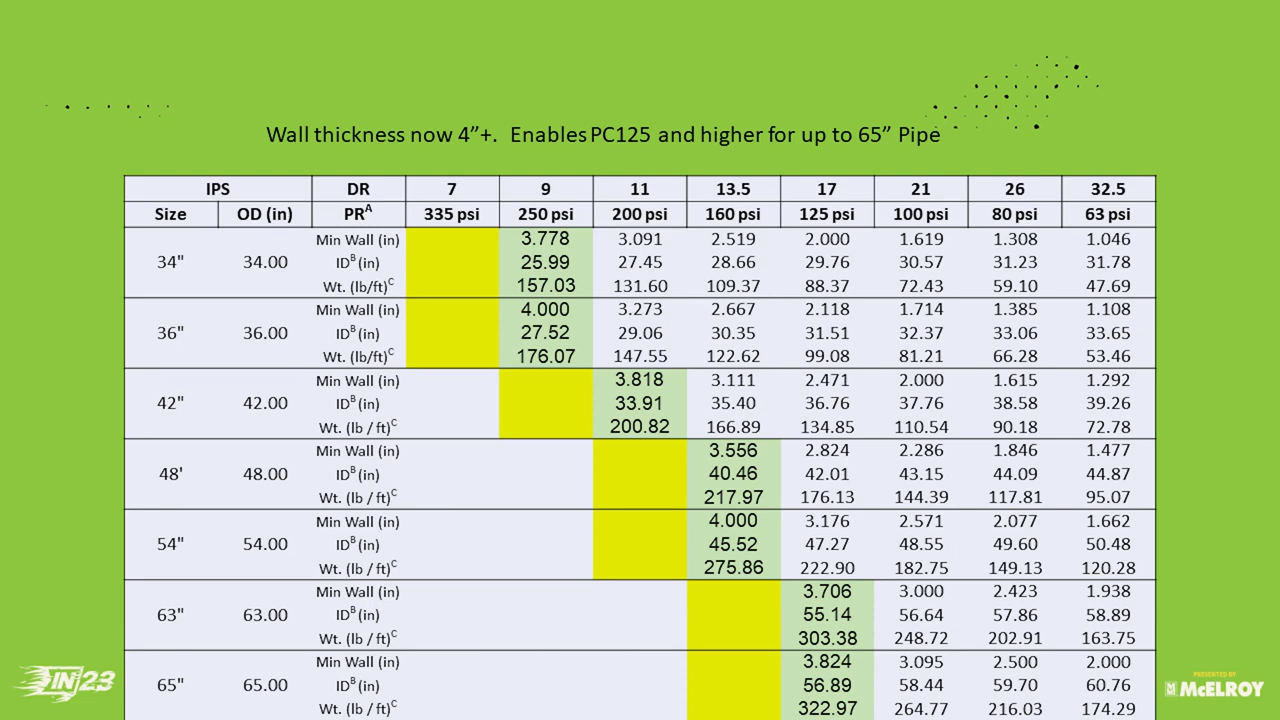 Wall thickness now 4”+. Enables PC125 and higher for up to 65” Pipe
IPS DR 7 9 11 13.5 17 21 26 32.5
Size OD (in) PRA 335 psi 250 psi 200 psi 160 psi 125 psi 100 psi 80 psi 63 psi
Min Wall (in) 3.778 3.091 2.519 2.000 1.619 1.308 1.046
34" 34.00 IDB (in) 25.99 27.45 28.66 29.76 30.57 31.23 31.78
Wt. (lb/ft)C 157.03 131.60 109.37 88.37 72.43 59.10 47.69
Min Wall (in) 4.000 3.273 2.667 2.118 1.714 1.385 1.108
36" 36.00 IDB (in) 27.52 29.06 30.35 31.51 32.37 33.06 33.65
Wt. (lb/ft)C 176.07 147.55 122.62 99.08 81.21 66.28 53.46
Min Wall (in) 3.818 3.111 2.471 2.000 1.615 1.292
42" 42.00 IDB (in) 33.91 35.40 36.76 37.76 38.58 39.26
Wt. (lb / ft)C 200.82 166.89 134.85 110.54 90.18 72.78
Min Wall (in) 3.556 2.824 2.286 1.846 1.477
48' 48.00 IDB (in) 40.46 42.01 43.15 44.09 44.87
Wt. (lb / ft)C 217.97 176.13 144.39 117.81 95.07
Min Wall (in) 4.000 3.176 2.571 2.077 1.662
54" 54.00 IDB (in) 45.52 47.27 48.55 49.60 50.48
Wt. (lb / ft)C 275.86 222.90 182.75 149.13 120.28
Min Wall (in) 3.706 3.000 2.423 1.938
63" 63.00 IDB (in) 55.14 56.64 57.86 58.89
Wt. (lb / ft)C 303.38 248.72 202.91 163.75
Min Wall (in) 3.824 3.095 2.500 2.000
65" 65.00 IDB (in) 56.89 58.44 59.70 60.76
Wt. (lb / ft)C 322.97 264.77 216.03 174.29
IN23
PRESENTED BY
McELROY